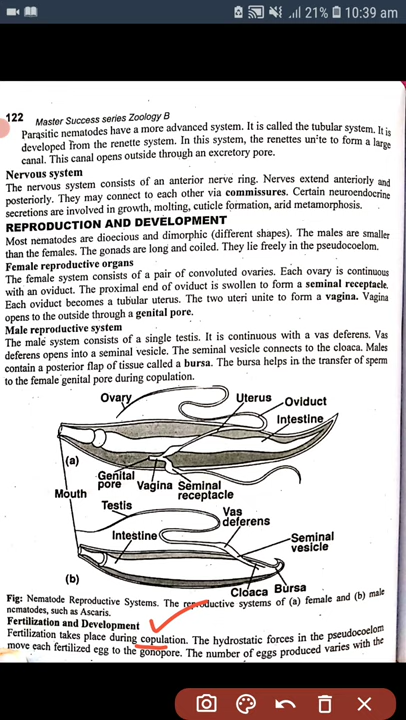 21% 10:39 am
122 Master Success series Zoology B
Parasitic nematodes have a more advanced system. It is called the tubular system. It is
developed from the renette system. In this system, the renettes unite to form a large
canal. This canal opens outside through an excretory pore.
Nervous system
The nervous system consists of an anterior nerve ring. Nerves extend anteriorly and
posteriorly. They may connect to each other via commissures. Certain neuroendocrine
secretions are involved in growth, molting, cuticle formation, arid metamorphosis.
REPRODUCTION AND DEVELOPMENT
Most nematodes are dioecious and dimorphic (different shapes). The males are smaller
than the females. The gonads are long and coiled. They lie freely in the pseudocoelom.
Female reproductive organs
The female system consists of a pair of convoluted ovaries. Each ovary is continuous
with an oviduct. The proximal end of oviduct is swollen to form a seminal receptacle.
Each oviduct becomes a tubular uterus. The two uteri unite to form a vagina. Vagina
opens to the outside through a genital pore.
Male reproductive system
The male system consists of a single testis. It is continuous with a vas deferens. Vas
deferens opens into a seminal vesicle. The seminal vesicle connects to the cloaca. Males
contain a posterior flap of tissue called a bursa. The bursa helps in the transfer of sperm
to the female genital pore during copulation.
Ovary Uterus Oviduct
Intestine
(a)
Genital pore Vagina Seminal receptacle
Mouth
Testis
Vas deferens
Intestine
Seminal vesicle
(b)
Cloaca Bursa
Fig: Nematode Reproductive Systems. The reproductive systems of (a) female and (b) male
nematodes, such as Ascaris.
Fertilization and Development
Fertilization takes place during copulation. The hydrostatic forces in the pseudocoelom
move each fertilized egg to the gonopore. The number of eggs produced varies with the